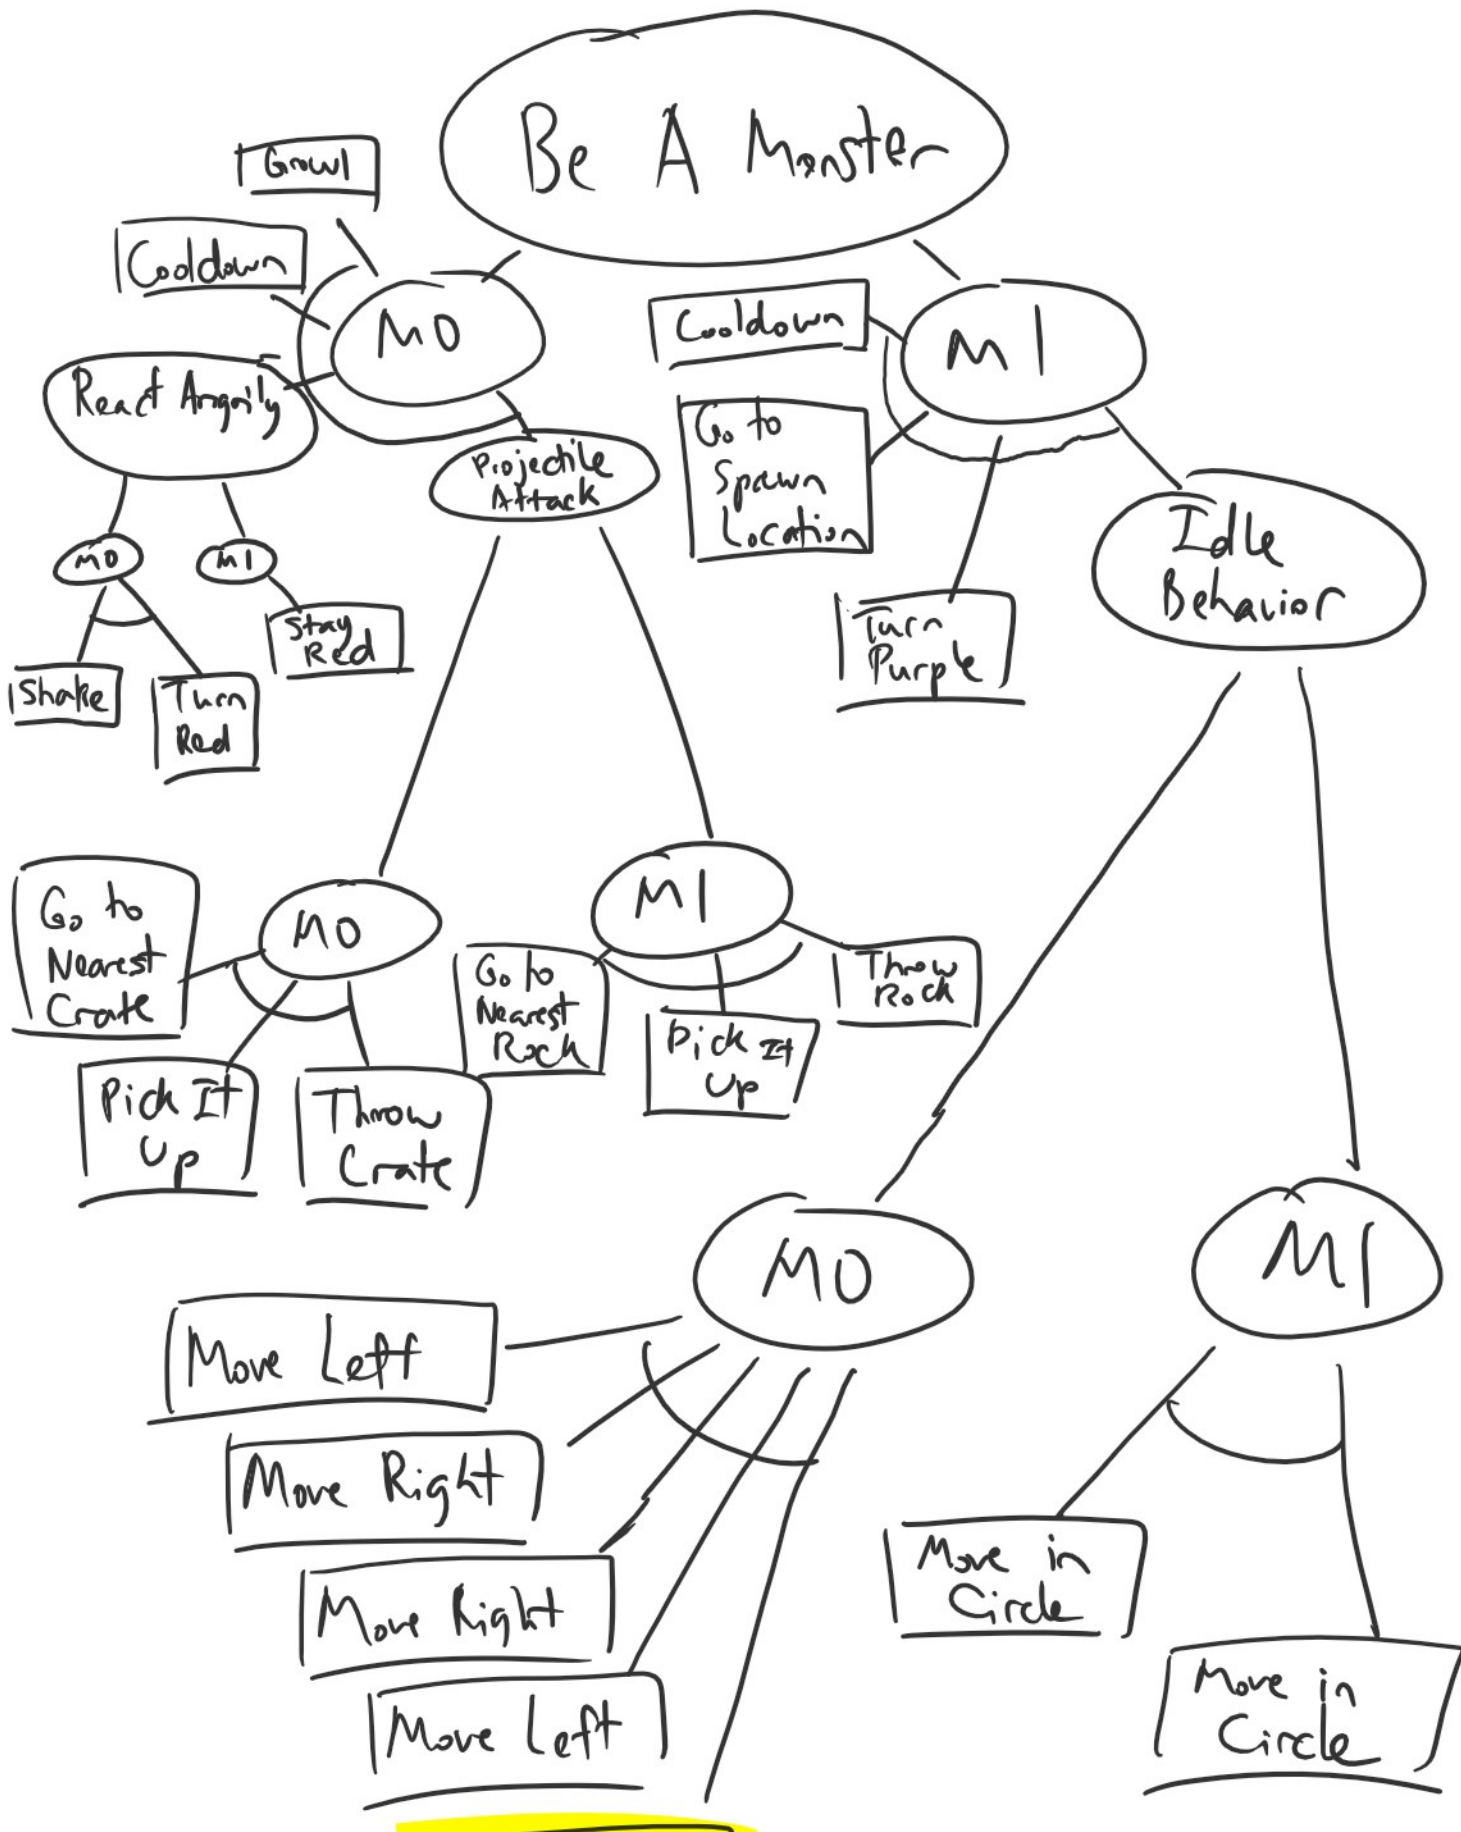 Be A Monster
Growl
Cooldown
M0
React Angrily
Projectile
Attack
M0
M1
Shake
Turn
Red
Stay
Red
Cooldown
M1
Go to
Spawn
Location
Turn
Purple
Idle
Behavior
M0
Go to
Nearest
Crate
Pick It
Up
Throw
Crate
M1
Go to
Nearest
Rock
Pick It
Up
Throw
Rock
M0
Move Left
Move Right
Move Right
Move Left
M1
Move in
Circle
Move in
Circle